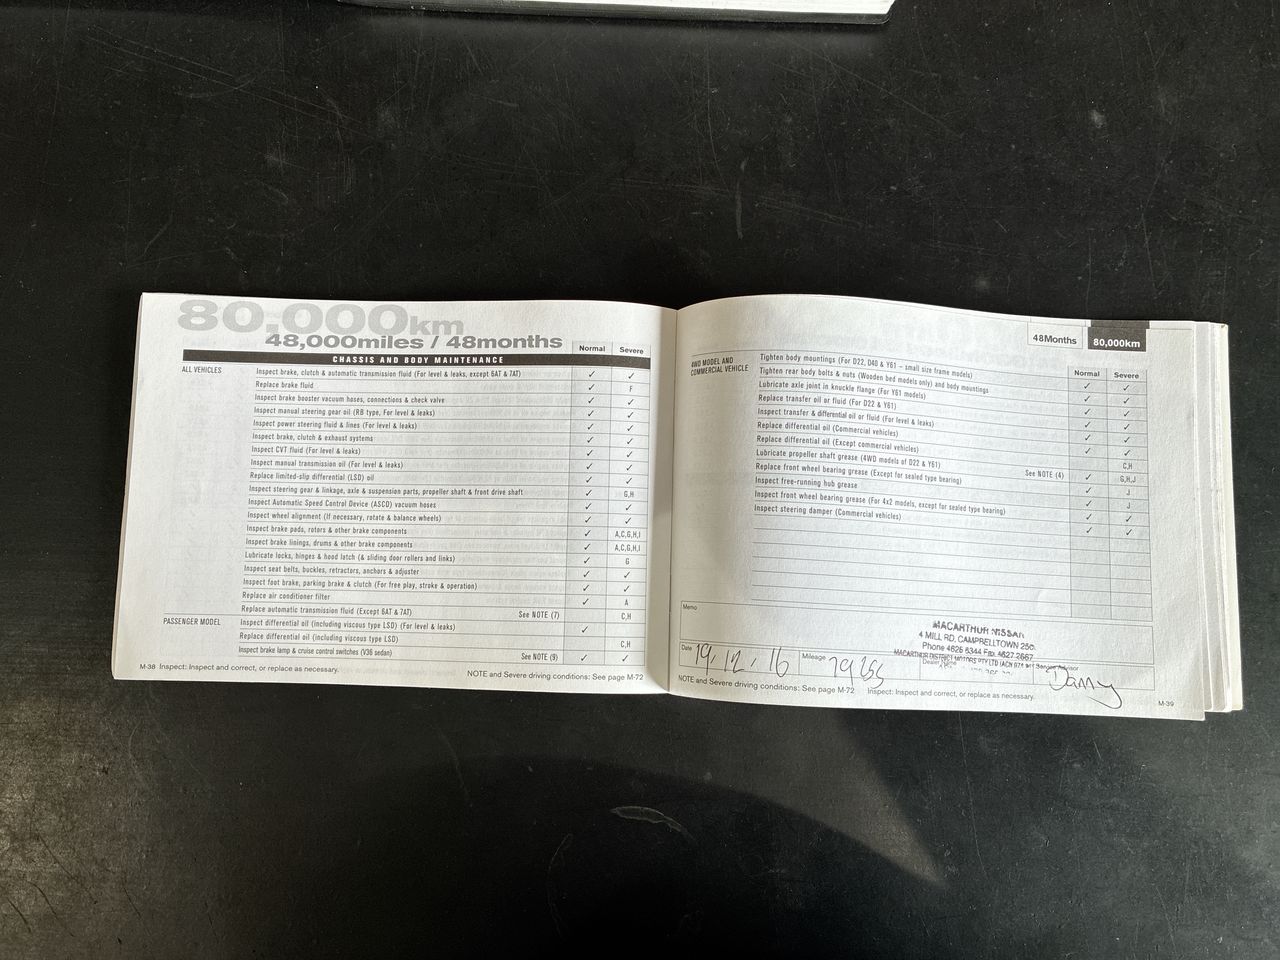 80,000km
48,000miles / 48months
Normal Severe
CHASSIS AND BODY MAINTENANCE
ALL VEHICLES
Inspect brake, clutch & automatic transmission fluid (For level & leaks, except 6AT & 7AT) ✓ ✓
Replace brake fluid ✓ F
Inspect brake booster vacuum hoses, connections & check valve ✓ ✓
Inspect manual steering gear oil (RB type, For level & leaks) ✓ ✓
Inspect power steering fluid & lines (For level & leaks) ✓ ✓
Inspect brake, clutch & exhaust systems ✓ ✓
Inspect CVT fluid (For level & leaks) ✓ ✓
Inspect manual transmission oil (For level & leaks) ✓ ✓
Replace limited-slip differential (LSD) oil ✓ ✓
Inspect steering gear & linkage, axle & suspension parts, propeller shaft & front drive shaft ✓ G,H
Inspect Automatic Speed Control Device (ASCD) vacuum hoses ✓ ✓
Inspect wheel alignment (If necessary, rotate & balance wheels) ✓ ✓
Inspect brake pads, rotors & other brake components ✓ A,C,G,H,I
Inspect brake linings, drums & other brake components ✓ A,C,G,H,I
Lubricate locks, hinges & hood latch (& sliding door rollers and links) ✓ G
Inspect seat belts, buckles, retractors, anchors & adjuster ✓ ✓
Inspect foot brake, parking brake & clutch (For free play, stroke & operation) ✓ ✓
Replace air conditioner filter ✓ A
Replace automatic transmission fluid (Except 6AT & 7AT) See NOTE (7) C,H
PASSENGER MODEL
Inspect differential oil (including viscous type LSD) (For level & leaks) ✓
Replace differential oil (including viscous type LSD) C,H
Inspect brake lamp & cruise control switches (V36 sedan) See NOTE (9) ✓ ✓
M-38 Inspect: Inspect and correct, or replace as necessary.
NOTE and Severe driving conditions: See page M-72
48Months 80,000km
Normal Severe
4WD MODEL AND
COMMERCIAL VEHICLE
Tighten body mountings (For D22, D40 & Y61 – small size frame models) ✓ ✓
Tighten rear body bolts & nuts (Wooden bed models only) and body mountings ✓ ✓
Lubricate axle joint in knuckle flange (For Y61 models) ✓ ✓
Replace transfer oil or fluid (For D22 & Y61) ✓ ✓
Inspect transfer & differential oil or fluid (For level & leaks) ✓ ✓
Replace differential oil (Commercial vehicles) ✓ ✓
Replace differential oil (Except commercial vehicles) C,H
Lubricate propeller shaft grease (4WD models of D22 & Y61) See NOTE (4) ✓ G,H,J
Replace front wheel bearing grease (Except for sealed type bearing) ✓ J
Inspect free-running hub grease ✓ J
Inspect front wheel bearing grease (For 4x2 models, except for sealed type bearing) ✓ ✓
Inspect steering damper (Commercial vehicles) ✓ ✓
Memo
MACARTHUR NISSAN
4 MILL RD, CAMPBELLTOWN 256
Phone 4626 6344 Fax 4627 2667
MACARTHUR DISTRICT MOTORS PTY LTD (ACN 074
Date 19/12/16 Mileage Dealer Name Service Advisor Danny
NOTE and Severe driving conditions: See page M-72 Inspect: Inspect and correct, or replace as necessary.
M-39